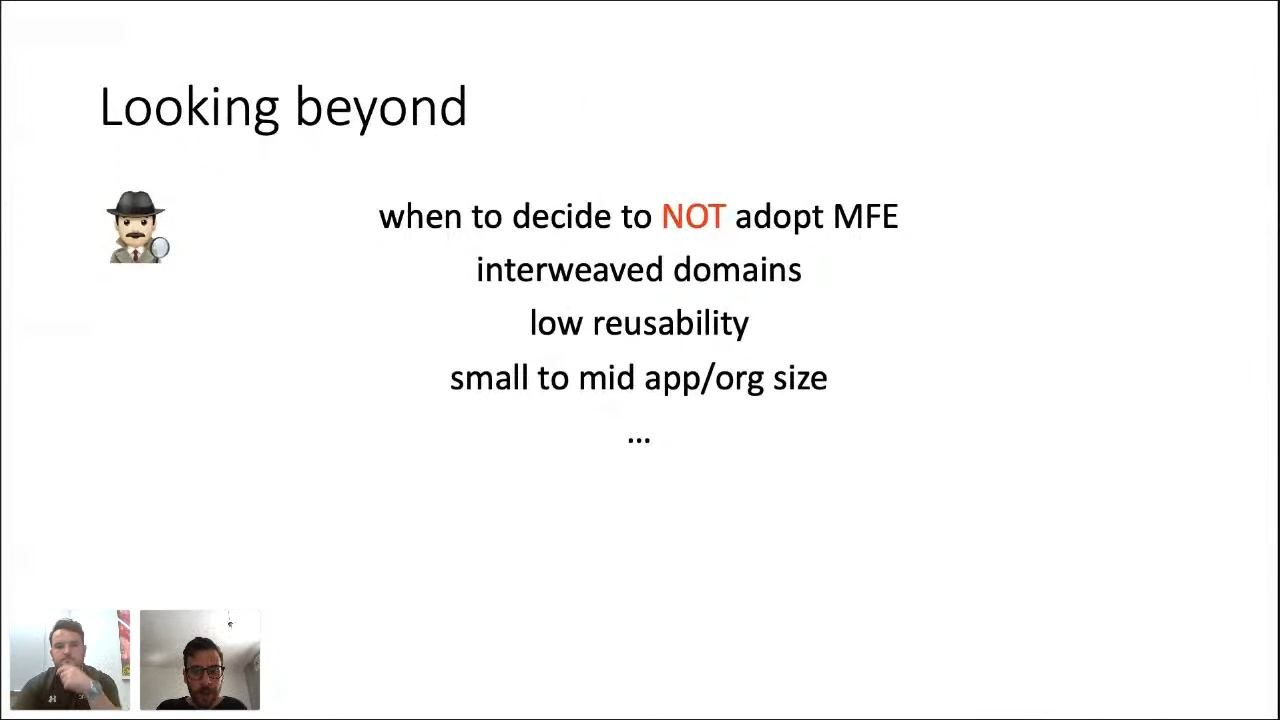 Looking beyond
when to decide to NOT adopt MFE
interweaved domains
low reusability
small to mid app/org size
...